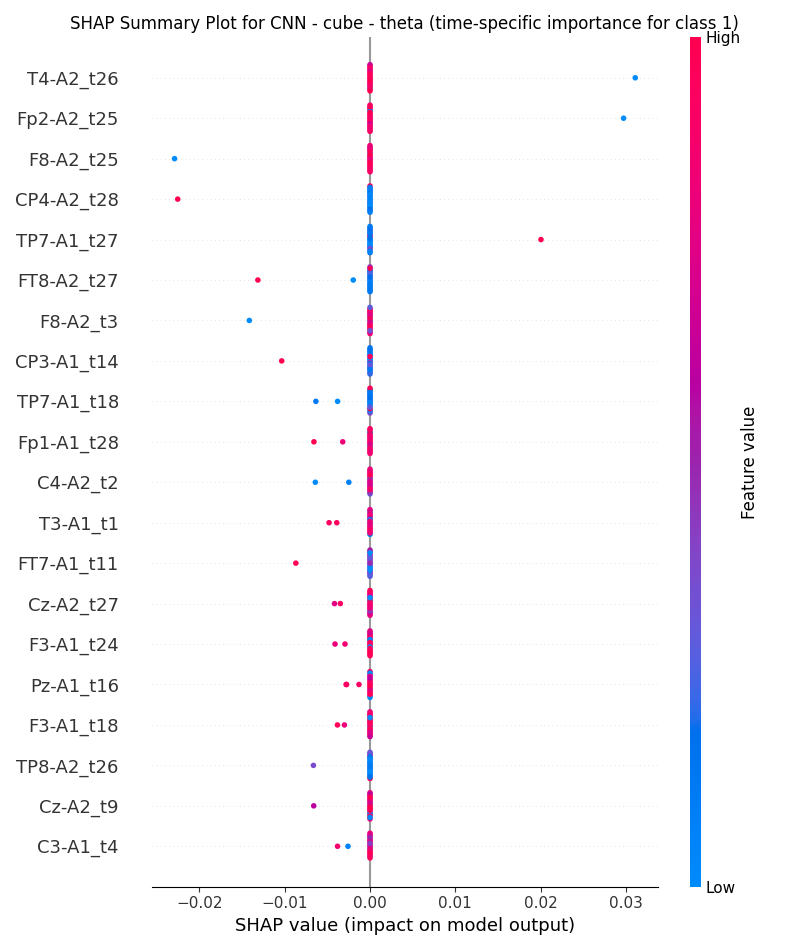 SHAP Summary Plot for CNN - cube - theta (time-specific importance for class 1)
High
T4-A2_t26
Fp2-A2_t25
F8-A2_t25
CP4-A2_t28
TP7-A1_t27
FT8-A2_t27
F8-A2_t3
CP3-A1_t14
TP7-A1_t18
Fp1-A1_t28
C4-A2_t2
T3-A1_t1
FT7-A1_t11
Cz-A2_t27
F3-A1_t24
Pz-A1_t16
F3-A1_t18
TP8-A2_t26
Cz-A2_t9
C3-A1_t4
Feature value
Low
−0.02 −0.01 0.00 0.01 0.02 0.03
SHAP value (impact on model output)